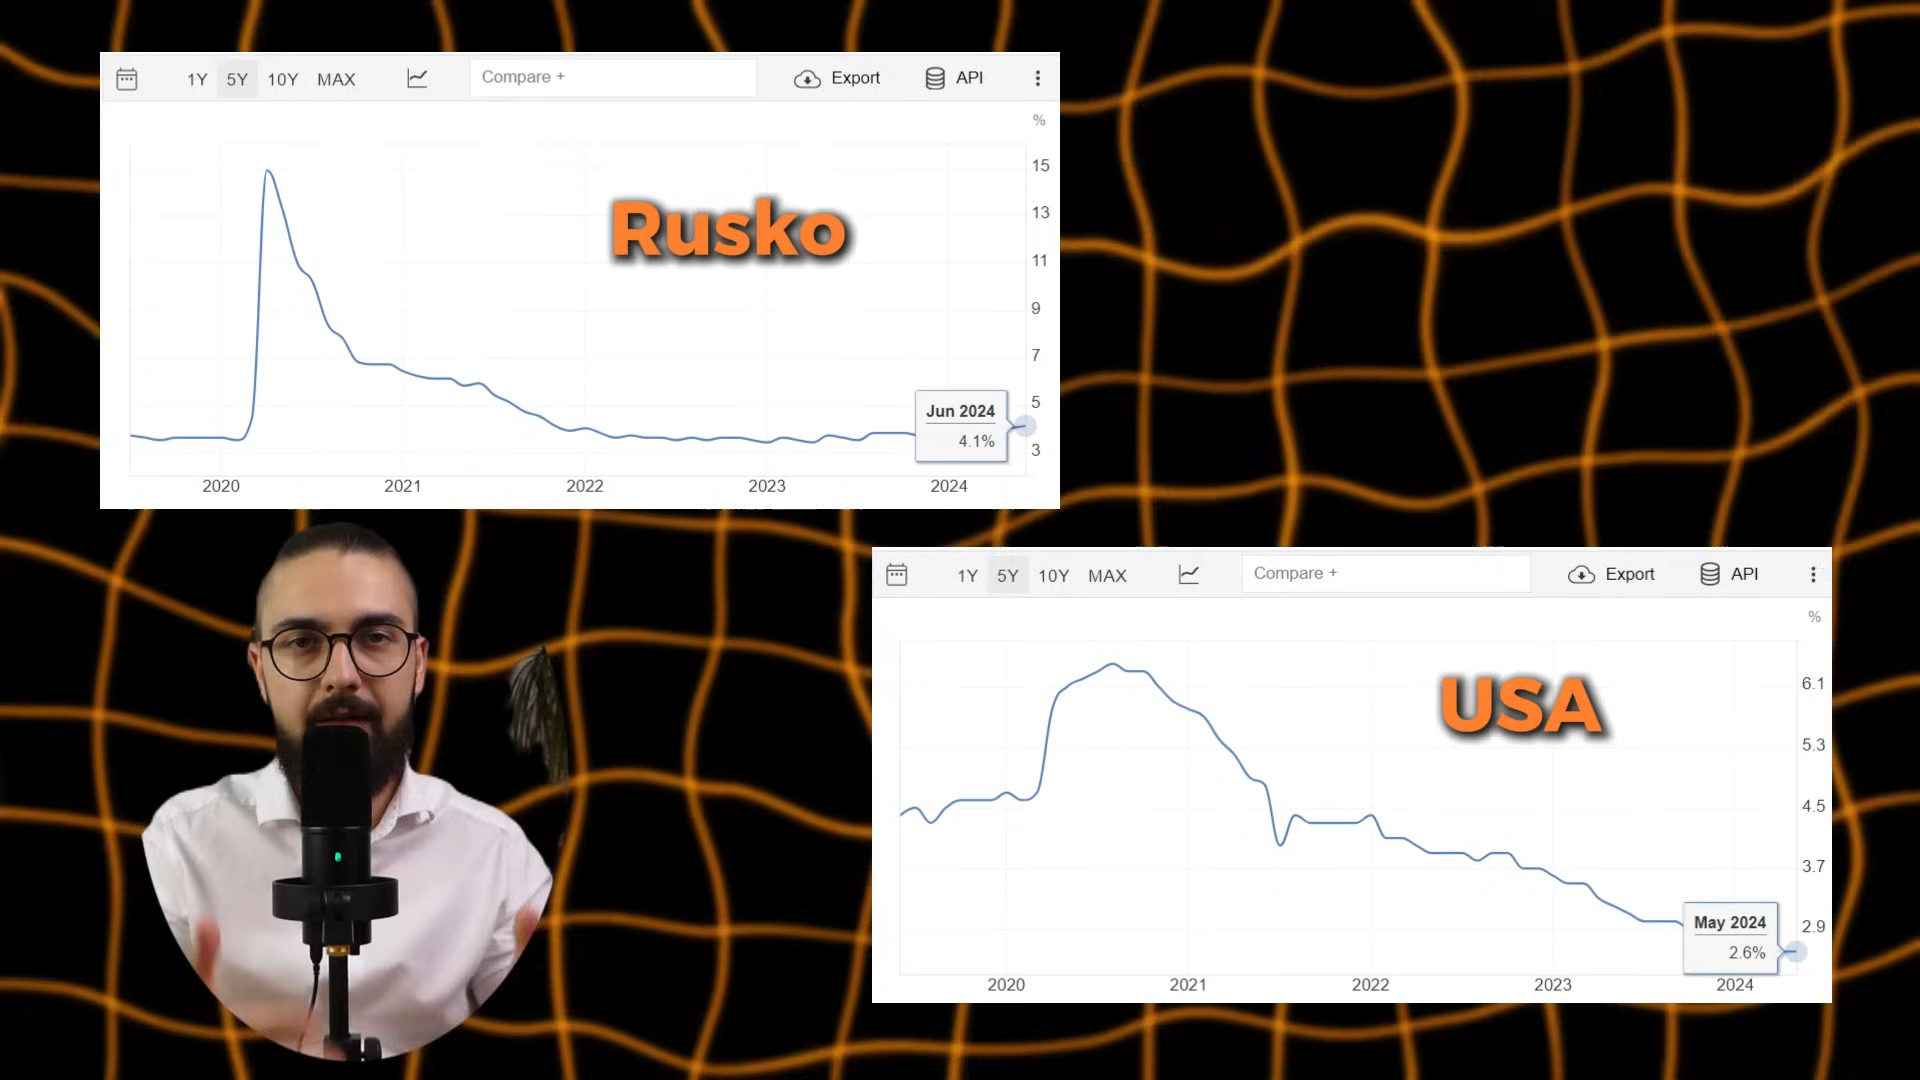 1Y 5Y 10Y MAX Compare + Export API
%
15
13
Rusko
11
9
7
5
Jun 2024
4.1%
3
2020 2021 2022 2023 2024
1Y 5Y 10Y MAX Compare + Export API
%
6.1
USA
5.3
4.5
3.7
May 2024
2.9
2.6%
2020 2021 2022 2023 2024